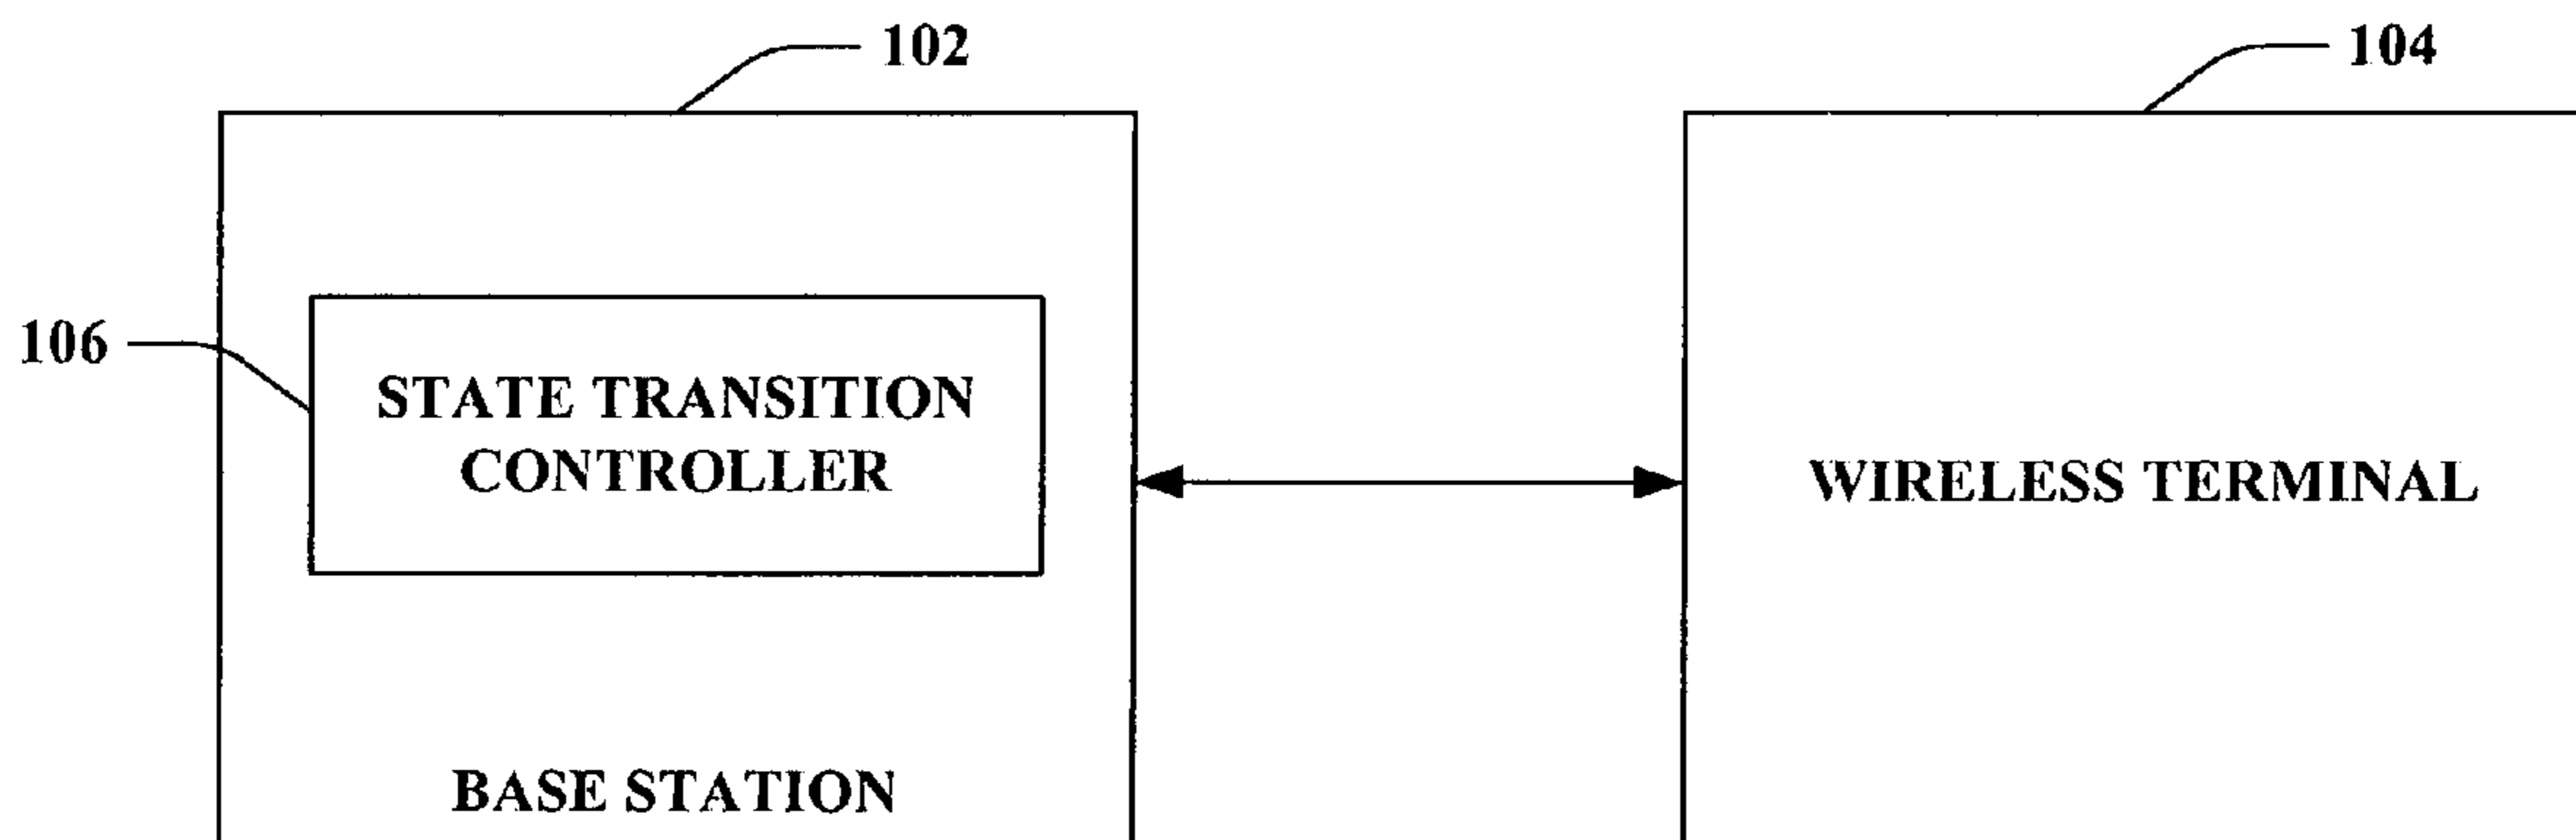 102
104
106
STATE TRANSITION
CONTROLLER
WIRELESS TERMINAL
BASE STATION